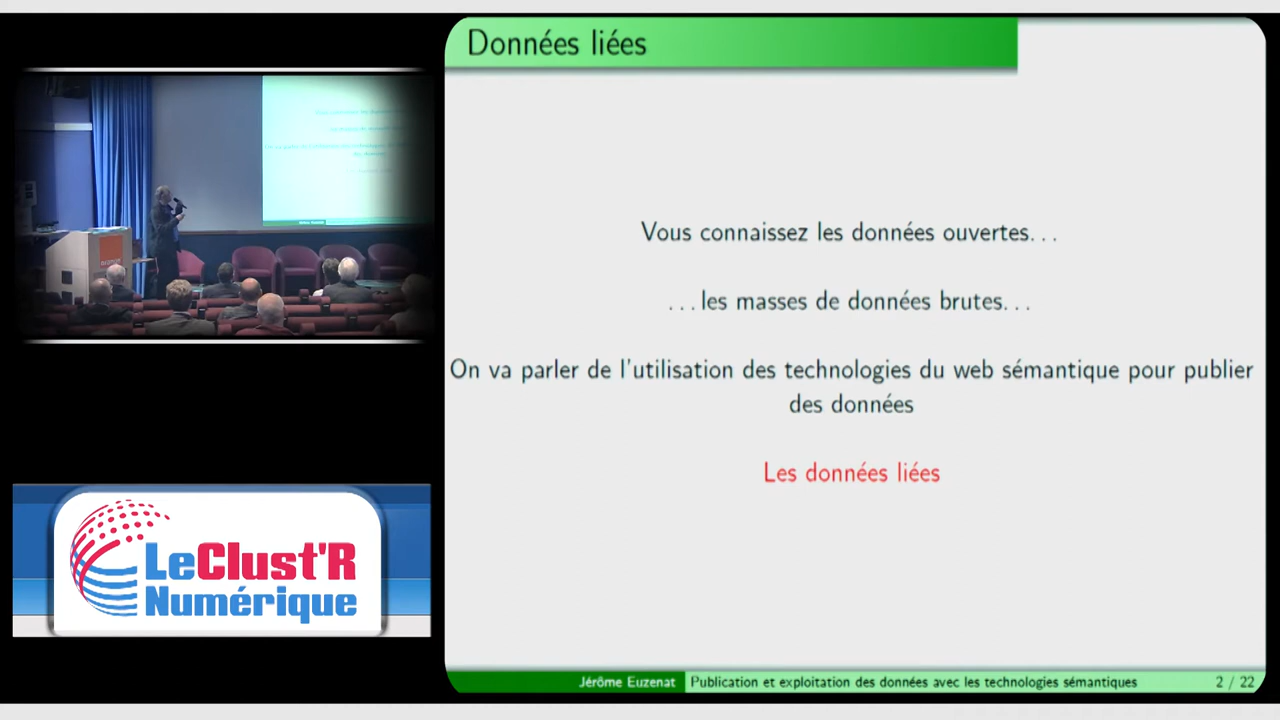 Données liées
Vous connaissez les données ouvertes...
...les masses de données brutes...
On va parler de l'utilisation des technologies du web sémantique pour publier
des données
Les données liées
LeClust'R
Numérique
Jérôme Euzenat
Publication et exploitation des données avec les technologies sémantiques
2 / 22